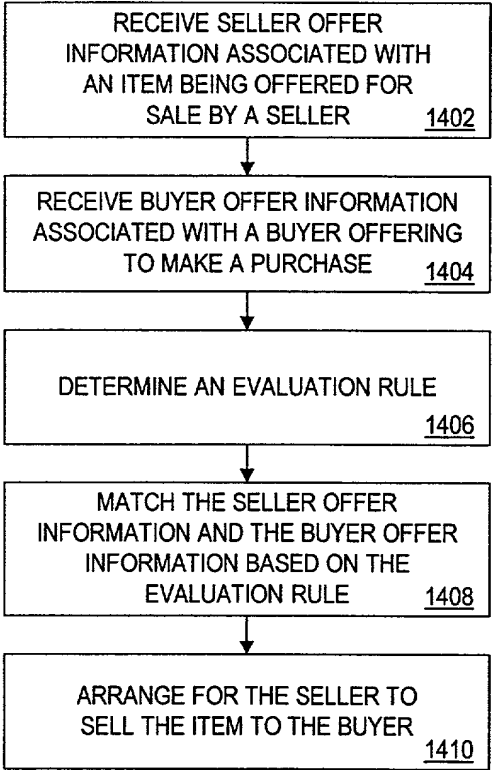 RECEIVE SELLER OFFER
INFORMATION ASSOCIATED WITH
AN ITEM BEING OFFERED FOR
SALE BY A SELLER
1402
RECEIVE BUYER OFFER INFORMATION
ASSOCIATED WITH A BUYER OFFERING
TO MAKE A PURCHASE
1404
DETERMINE AN EVALUATION RULE
1406
MATCH THE SELLER OFFER
INFORMATION AND THE BUYER OFFER
INFORMATION BASED ON THE
EVALUATION RULE
1408
ARRANGE FOR THE SELLER TO
SELL THE ITEM TO THE BUYER
1410